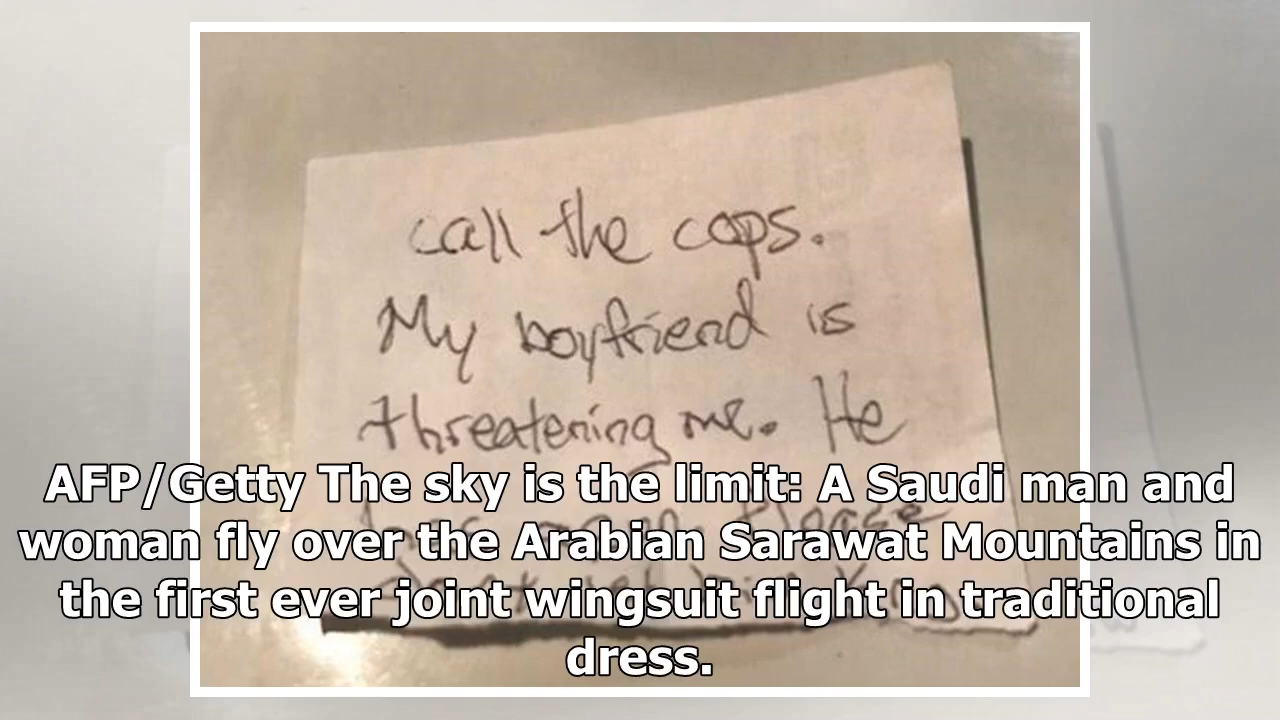 call the cops.
My boyfriend is
threatening me. He
AFP/Getty The sky is the limit: A Saudi man and
woman fly over the Arabian Sarawat Mountains in
the first ever joint wingsuit flight in traditional
dress.
Please